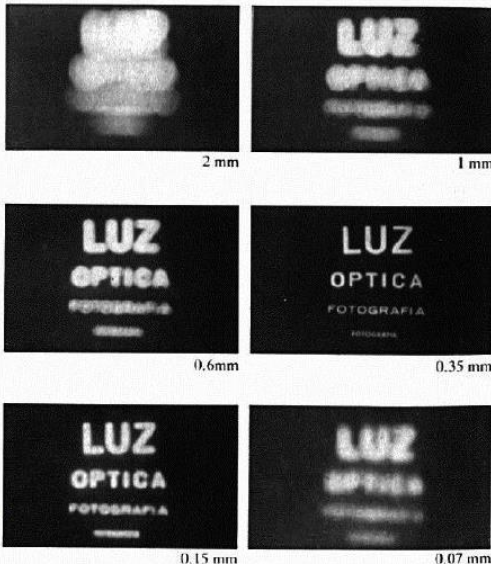 2 mm
LUZ
OPTICA
1 mm
LUZ
OPTICA
FOTOGRAFIA
0.6mm
LUZ
OPTICA
FOTOGRAFIA
FOTOGRAFIA
0.35 mm
LUZ
OPTICA
FOTOGRAFIA
0.15 mm
LUZ
OPTICA
0.07 mm